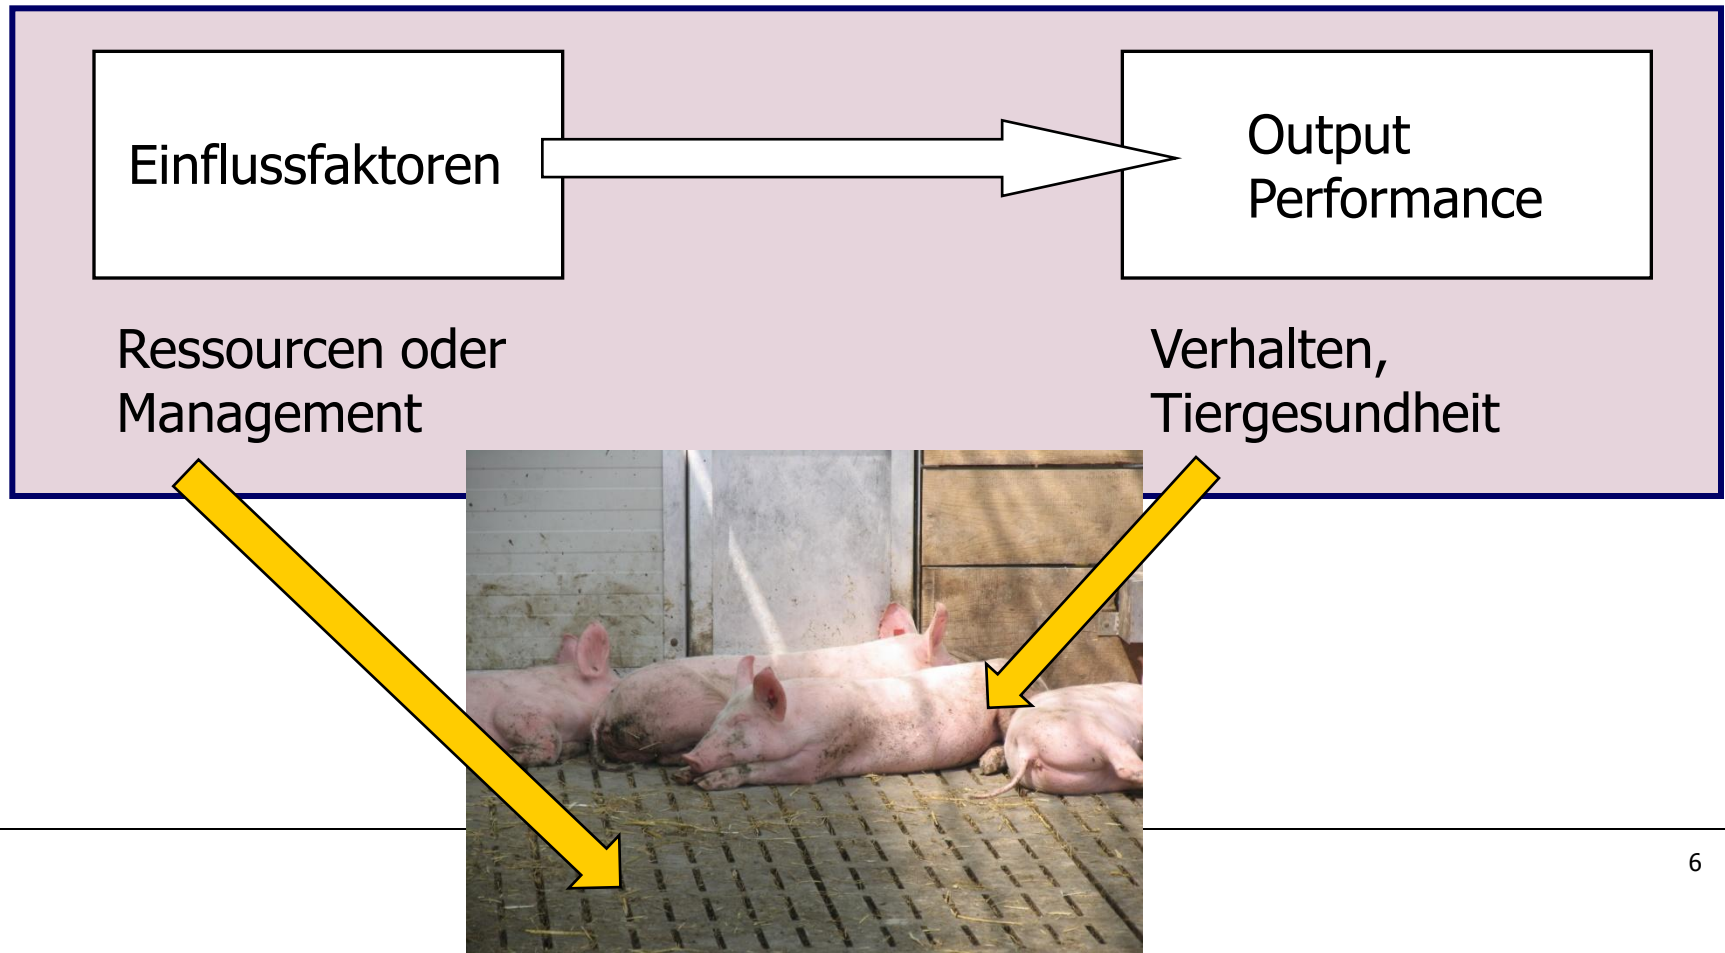 Einflussfaktoren
Output
Performance
Ressourcen oder
Management
Verhalten,
Tiergesundheit
6